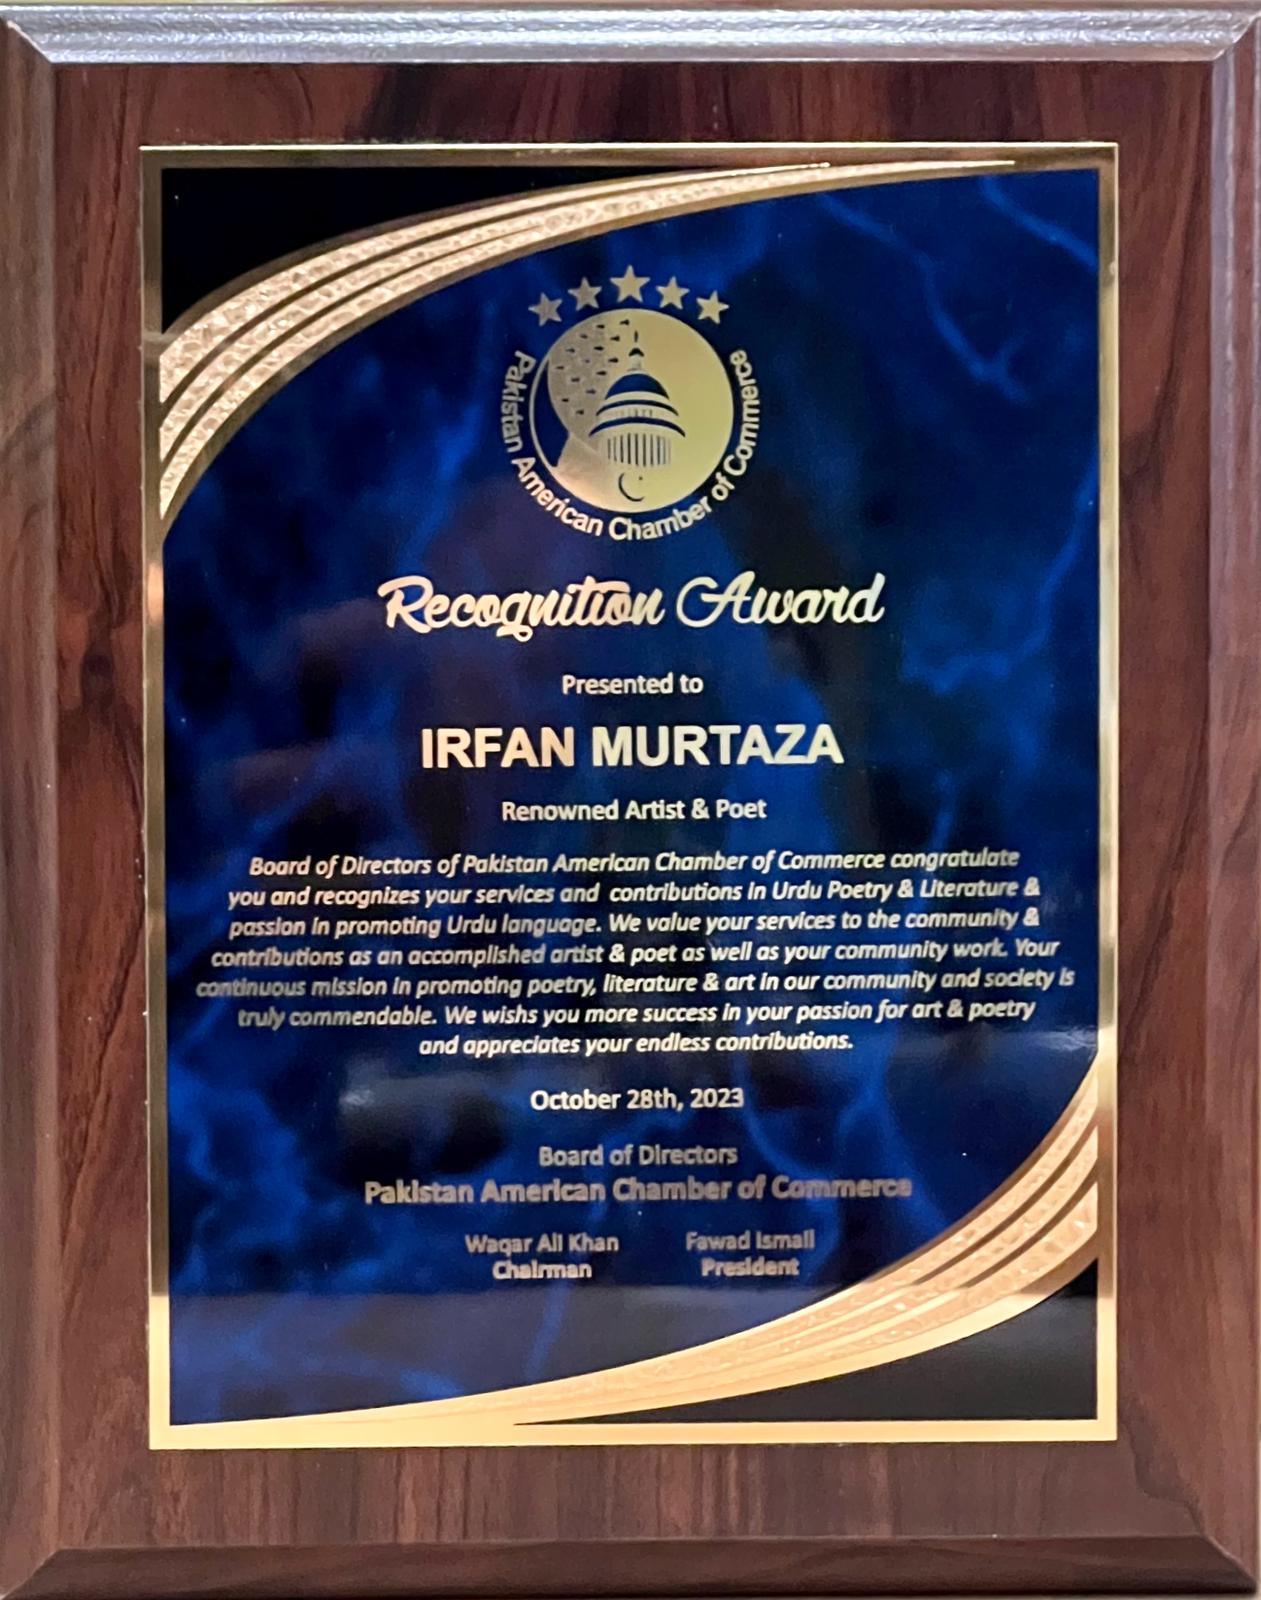 Pakistan American Chamber of Commerce
Recognition Award
Presented to
IRFAN MURTAZA
Renowned Artist & Poet
Board of Directors of Pakistan American Chamber of Commerce congratulate
you and recognizes your services and contributions in Urdu Poetry & Literature &
passion in promoting Urdu language. We value your services to the community &
contributions as an accomplished artist & poet as well as your community work. Your
continuous mission in promoting poetry, literature & art in our community and society is
truly commendable. We wishs you more success in your passion for art & poetry
and appreciates your endless contributions.
October 28th, 2023
Board of Directors
Pakistan American Chamber of Commerce
Waqar Ali Khan Fawad Ismail
Chairman President